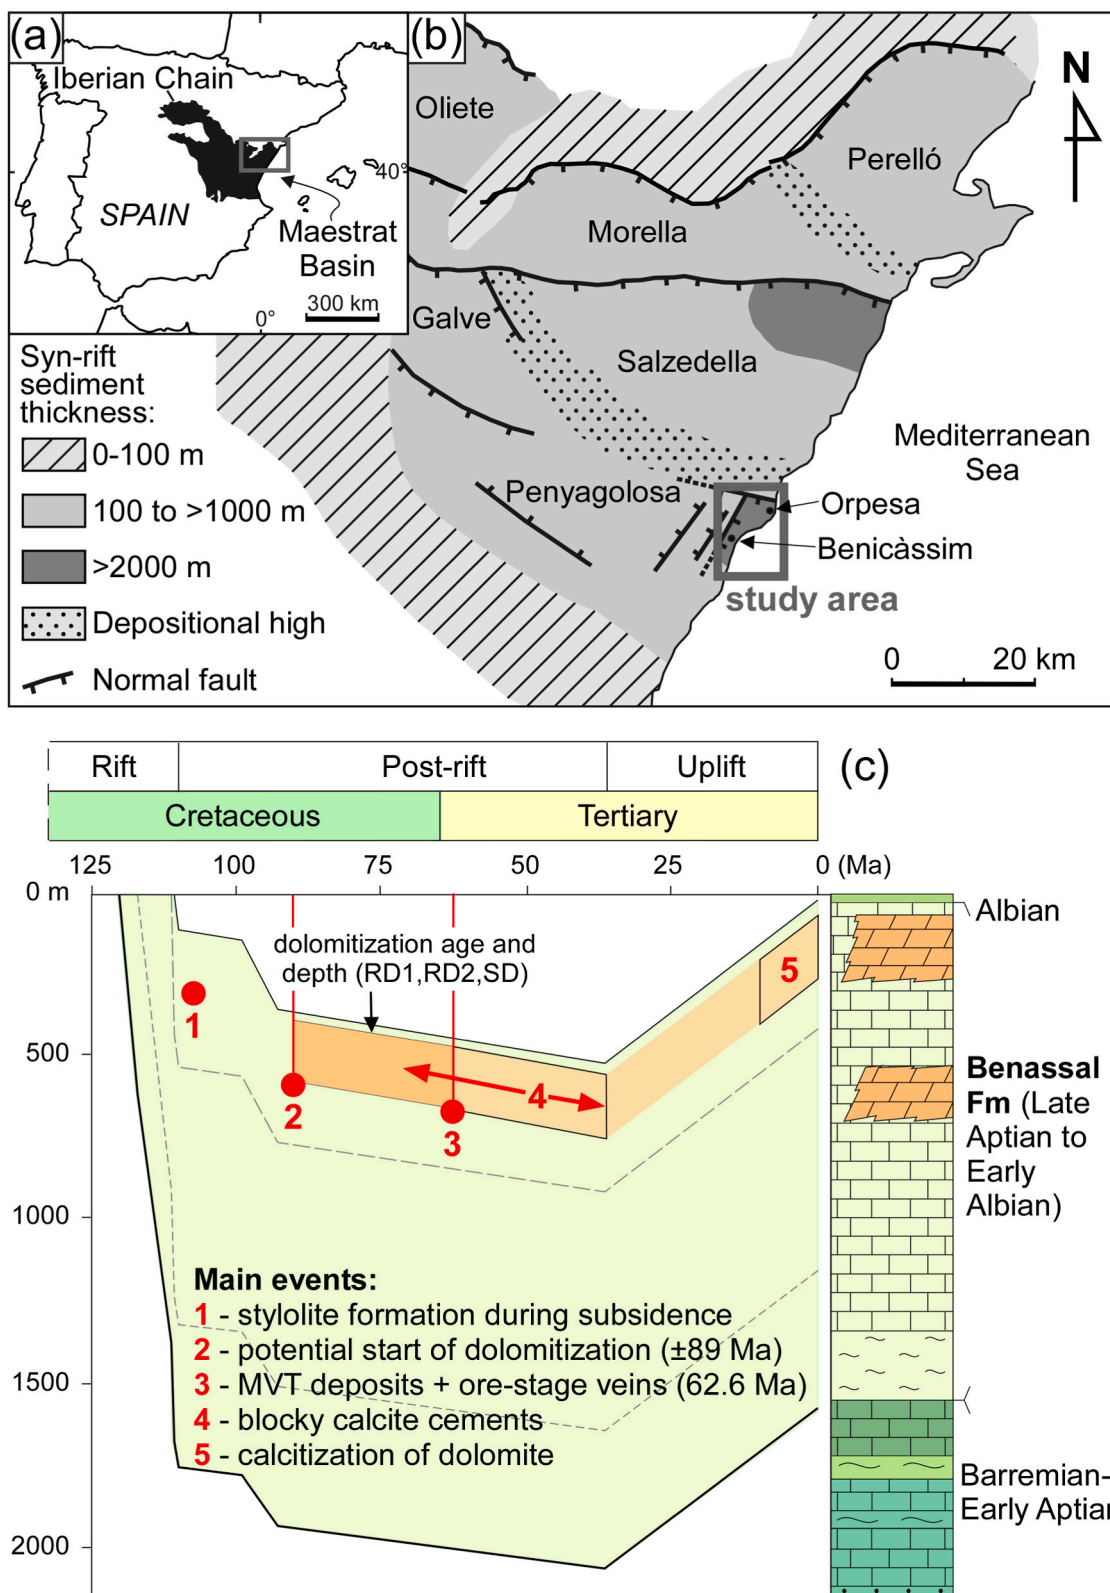 (a)
Iberian Chain
40°
SPAIN
Maestrat
Basin
300 km
0°
(b)
N
Oliete
Perelló
Morella
Galve
Salzedella
Mediterranean
Sea
Penyagolosa
Orpesa
Benicàssim
study area
0 20 km
Syn-rift
sediment
thickness:
0-100 m
100 to >1000 m
>2000 m
Depositional high
Normal fault
(c)
Rift Post-rift Uplift
Cretaceous Tertiary
125 100 75 50 25 0 (Ma)
0 m
500
1000
1500
2000
dolomitization age and
depth (RD1,RD2,SD)
1
2
3
4
5
Main events:
1 - stylolite formation during subsidence
2 - potential start of dolomitization (±89 Ma)
3 - MVT deposits + ore-stage veins (62.6 Ma)
4 - blocky calcite cements
5 - calcitization of dolomite
Albian
Benassal
Fm (Late
Aptian to
Early
Albian)
Barremian-
Early Aptian